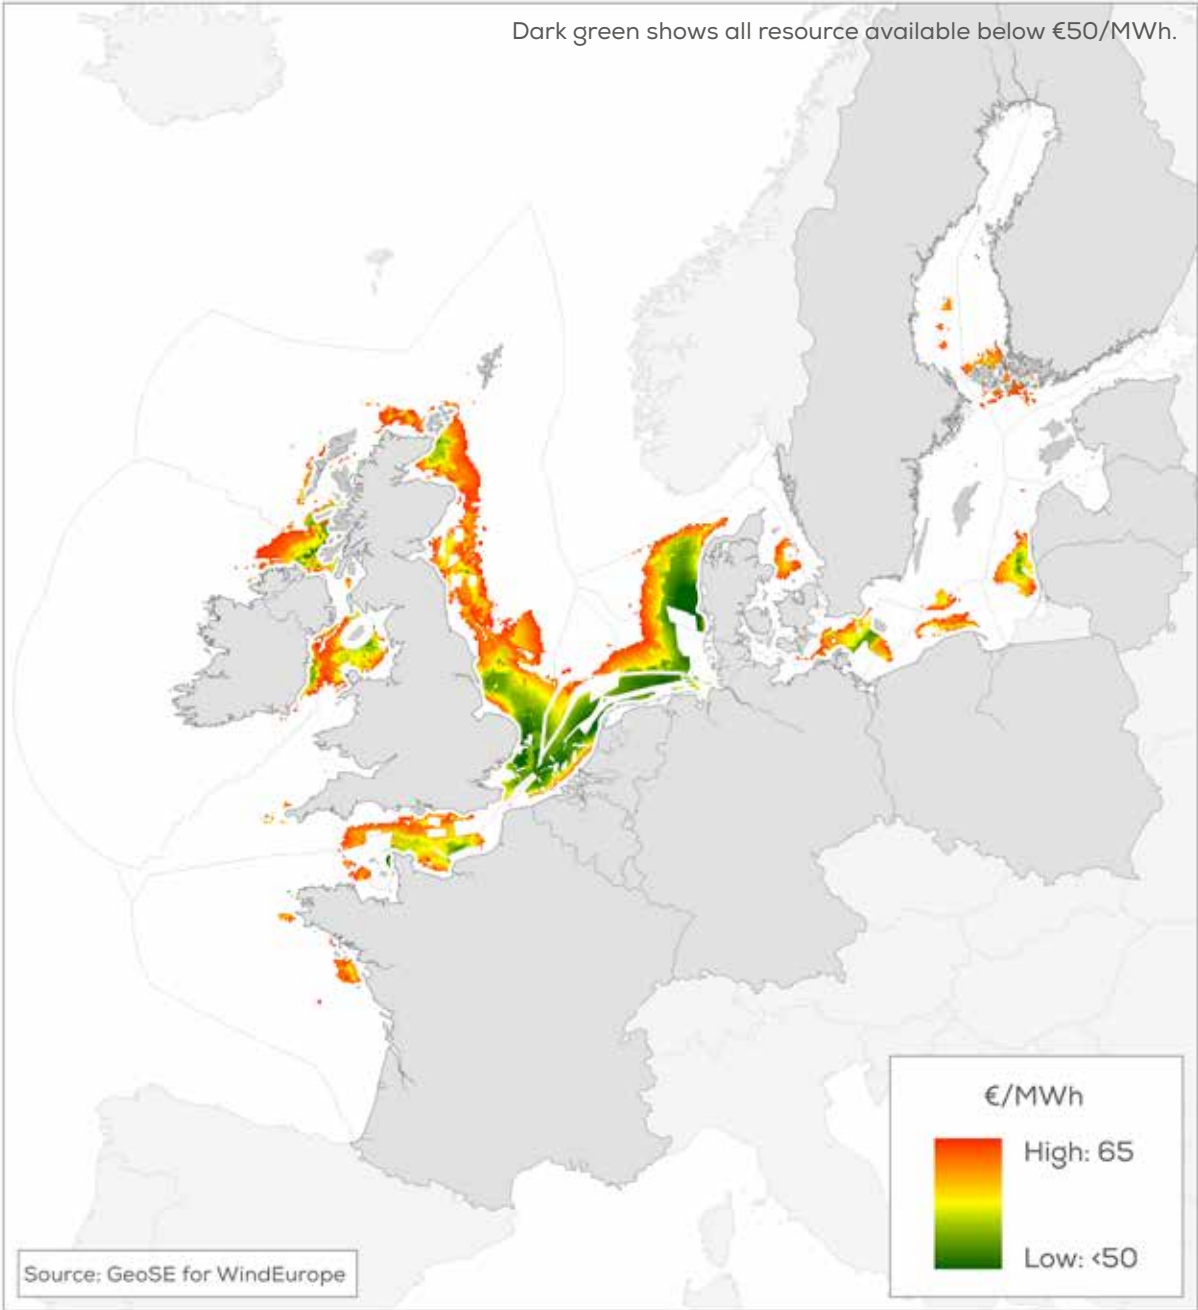 Dark green shows all resource available below €50/MWh.
€/MWh
High: 65
Low: <50
Source: GeoSE for WindEurope